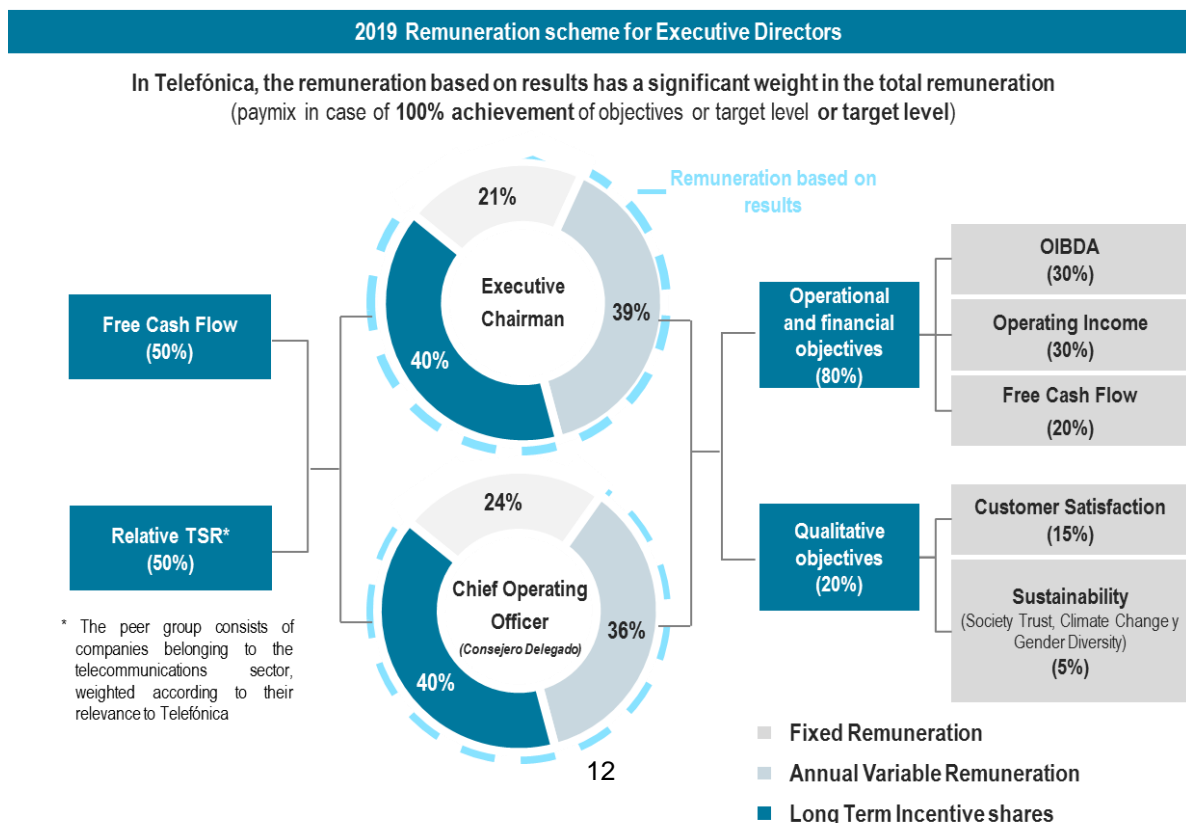 2019 Remuneration scheme for Executive Directors
In Telefónica, the remuneration based on results has a significant weight in the total remuneration
(paymix in case of 100% achievement of objectives or target level or target level)
Remuneration based on
results
21%
Executive
Chairman
39%
40%
Free Cash Flow
(50%)
Relative TSR*
(50%)
* The peer group consists of
companies belonging to the
telecommunications sector,
weighted according to their
relevance to Telefónica
24%
Chief Operating
Officer
(Consejero Delegado)
36%
40%
Operational
and financial
objectives
(80%)
OIBDA
(30%)
Operating Income
(30%)
Free Cash Flow
(20%)
Qualitative
objectives
(20%)
Customer Satisfaction
(15%)
Sustainability
(Society Trust, Climate Change y
Gender Diversity)
(5%)
Fixed Remuneration
Annual Variable Remuneration
Long Term Incentive shares
12